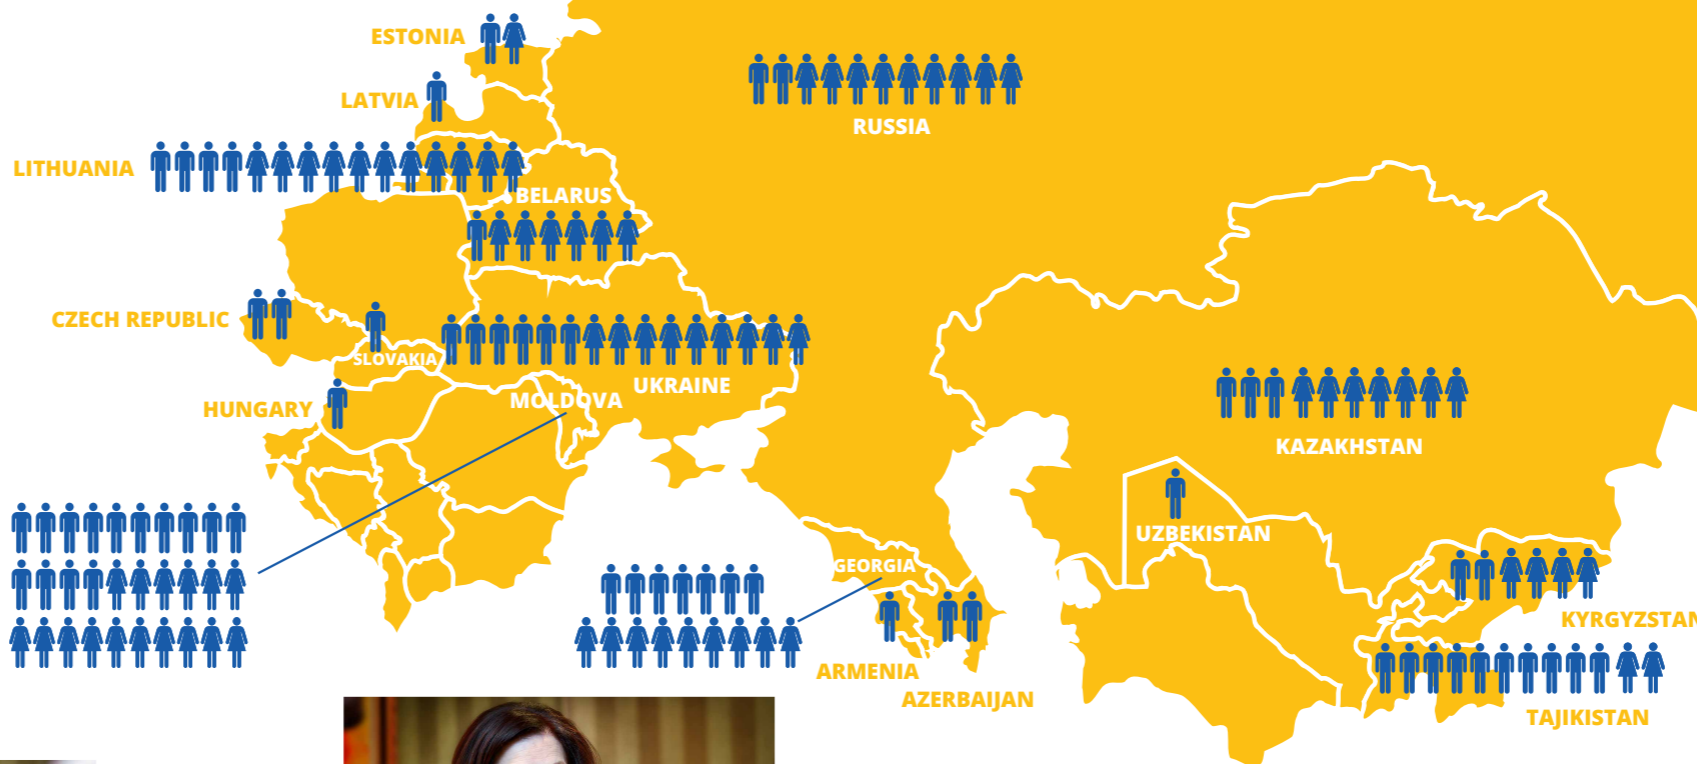 ESTONIA
RUSSIA
LATVIA
LITHUANIA
BELARUS
CZECH REPUBLIC
SLOVAKIA
UKRAINE
MOLDOVA
HUNGARY
KAZAKHSTAN
UZBEKISTAN
GEORGIA
KYRGYZSTAN
ARMENIA
AZERBAIJAN
TAJIKISTAN